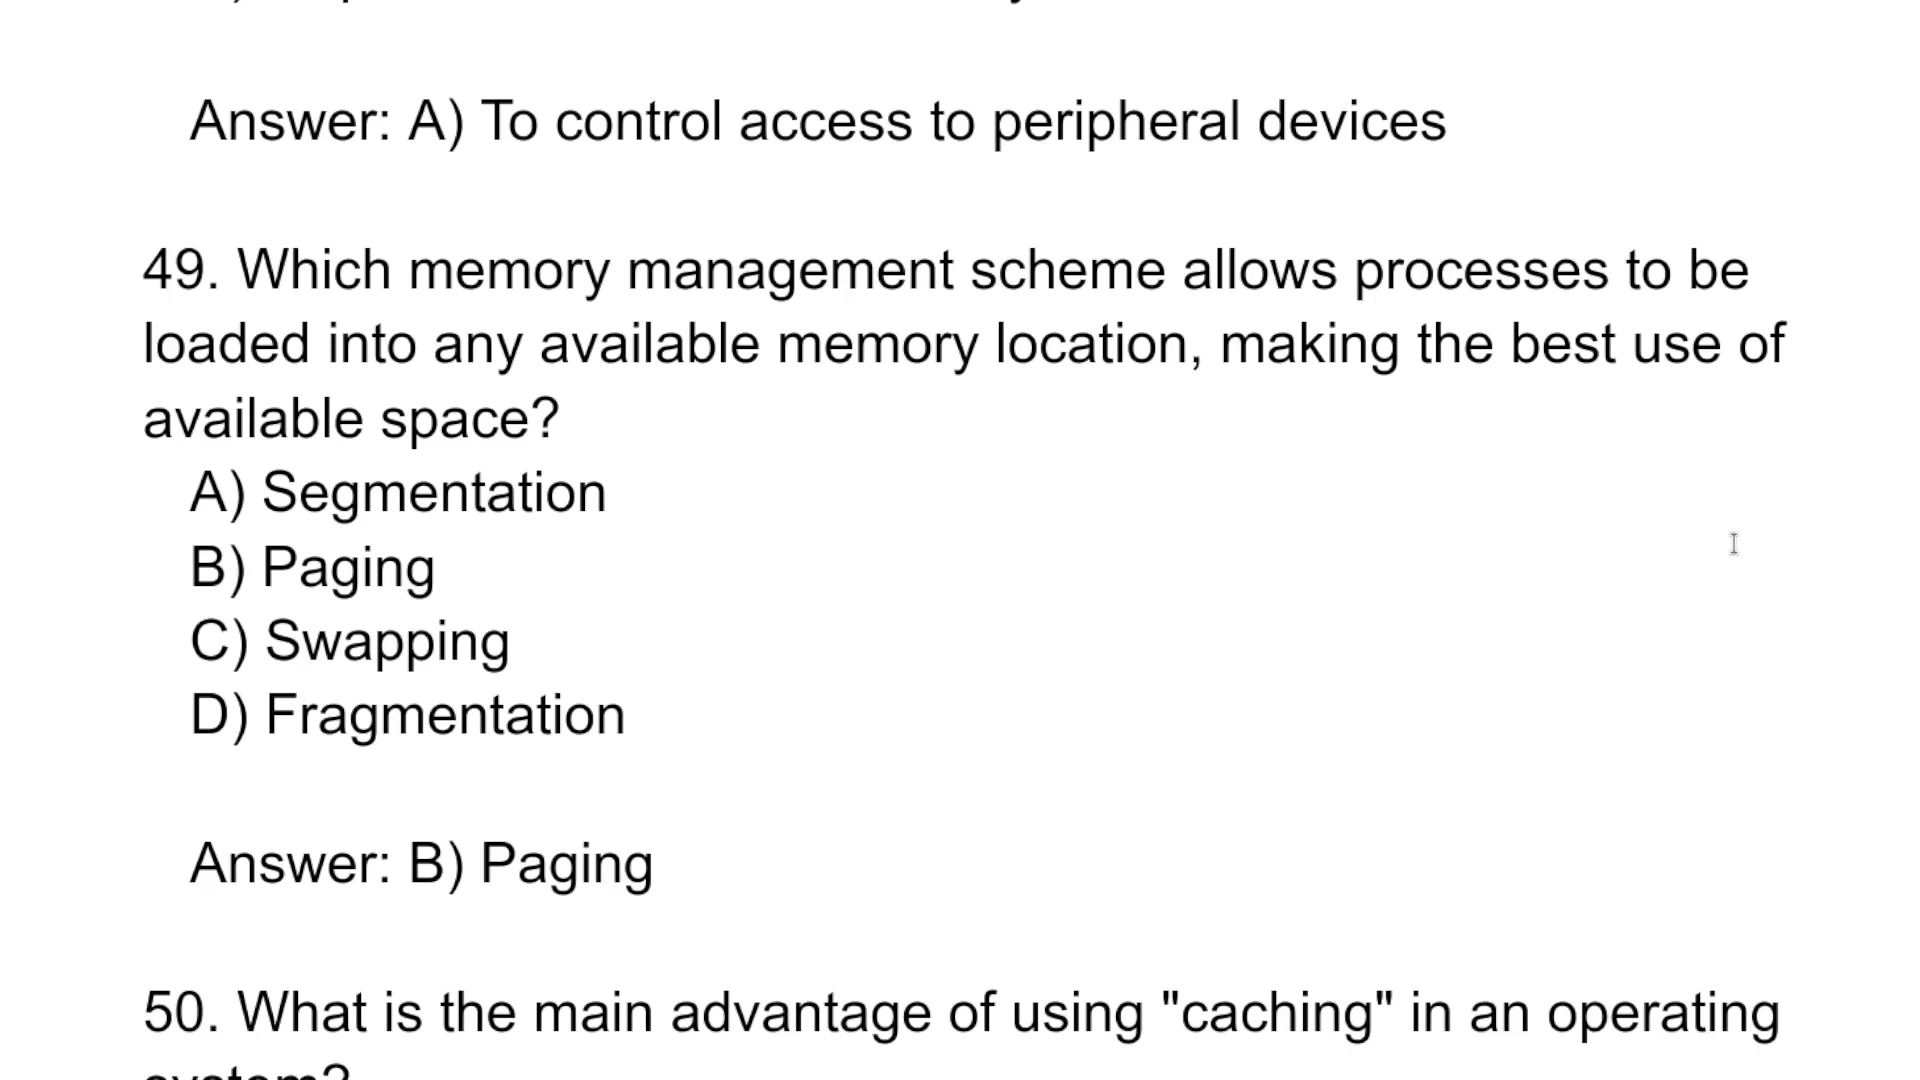 Answer: A) To control access to peripheral devices
49. Which memory management scheme allows processes to be
loaded into any available memory location, making the best use of
available space?
A) Segmentation
B) Paging
C) Swapping
D) Fragmentation
Answer: B) Paging
50. What is the main advantage of using "caching" in an operating
system?